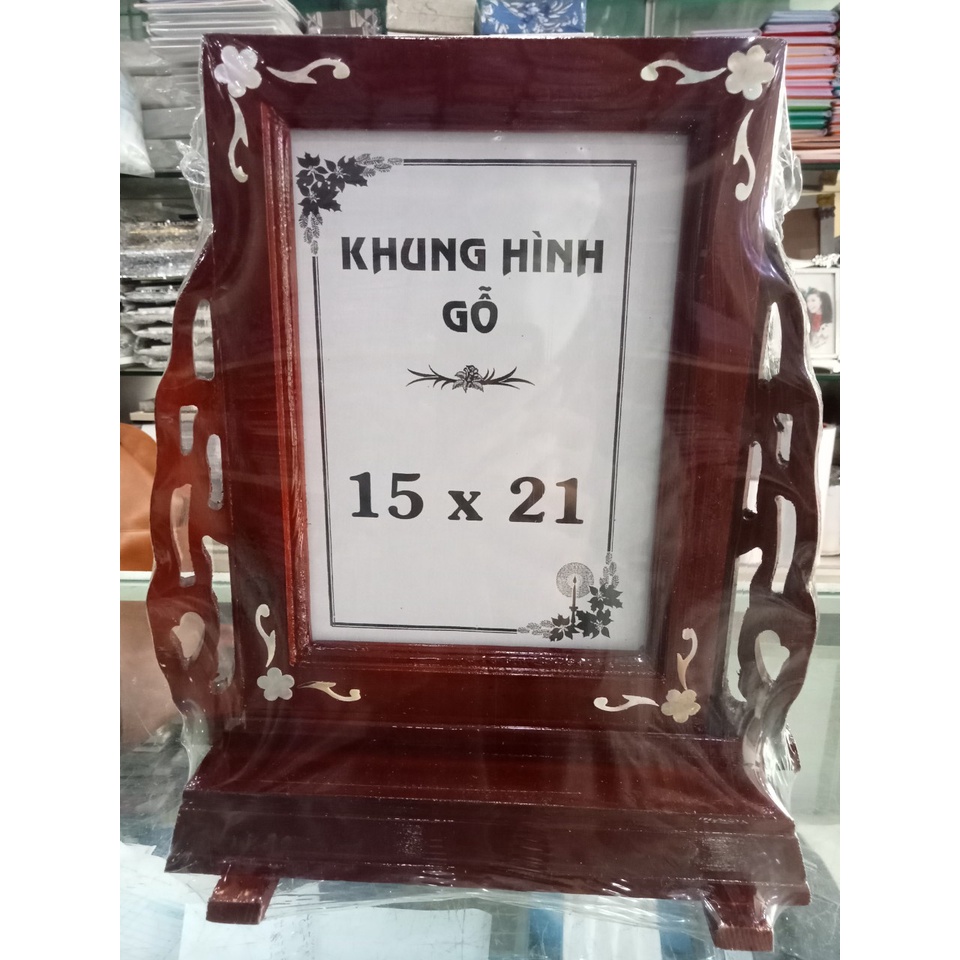 KHUNG HÌNH
GỖ
15 x 21